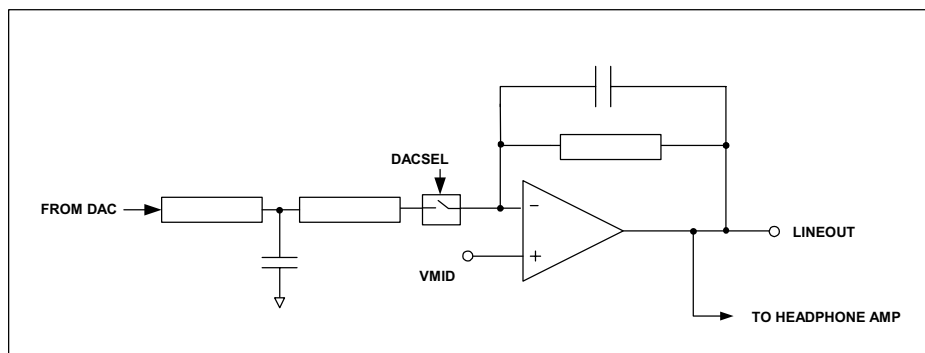 DACSEL
FROM DAC
−
LINEOUT
VMID
+
TO HEADPHONE AMP